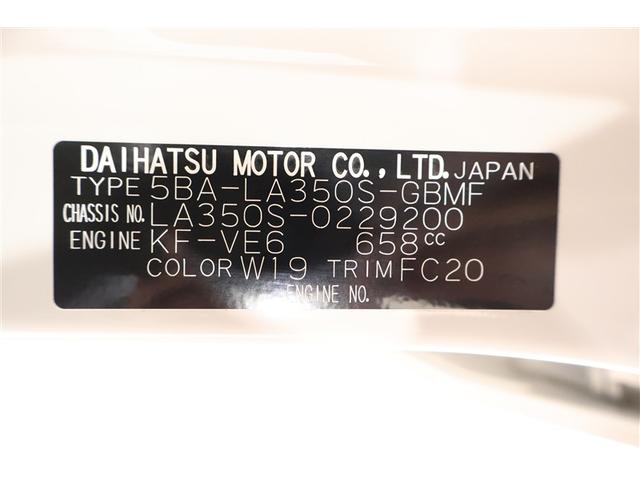 DAIHATSU MOTOR CO.,LTD. JAPAN
TYPE 5BA-LA350S-GBMF
CHASSIS NO. LA350S-0229200
ENGINE KF-VE6 658cc
COLOR W19 TRIM FC20
ENGINE NO.